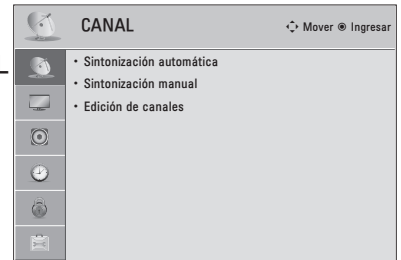 CANAL
Mover Ingresar
• Sintonización automática
• Sintonización manual
• Edición de canales